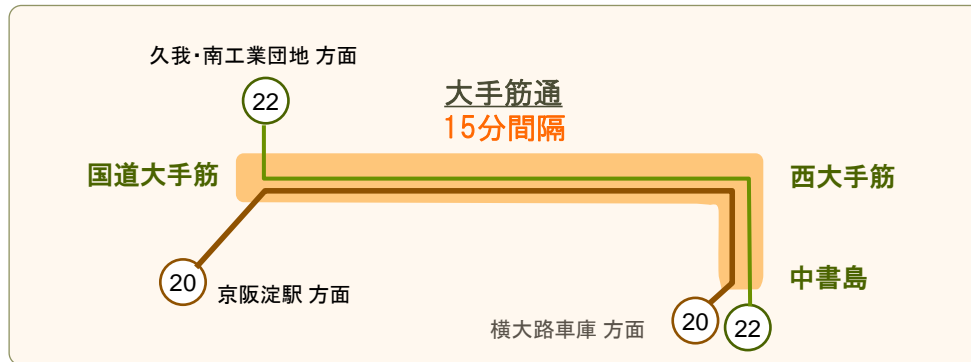 久我・南工業団地 方面
22
大手筋通
15分間隔
国道大手筋
西大手筋
20
京阪淀駅 方面
中書島
横大路車庫 方面
20
22